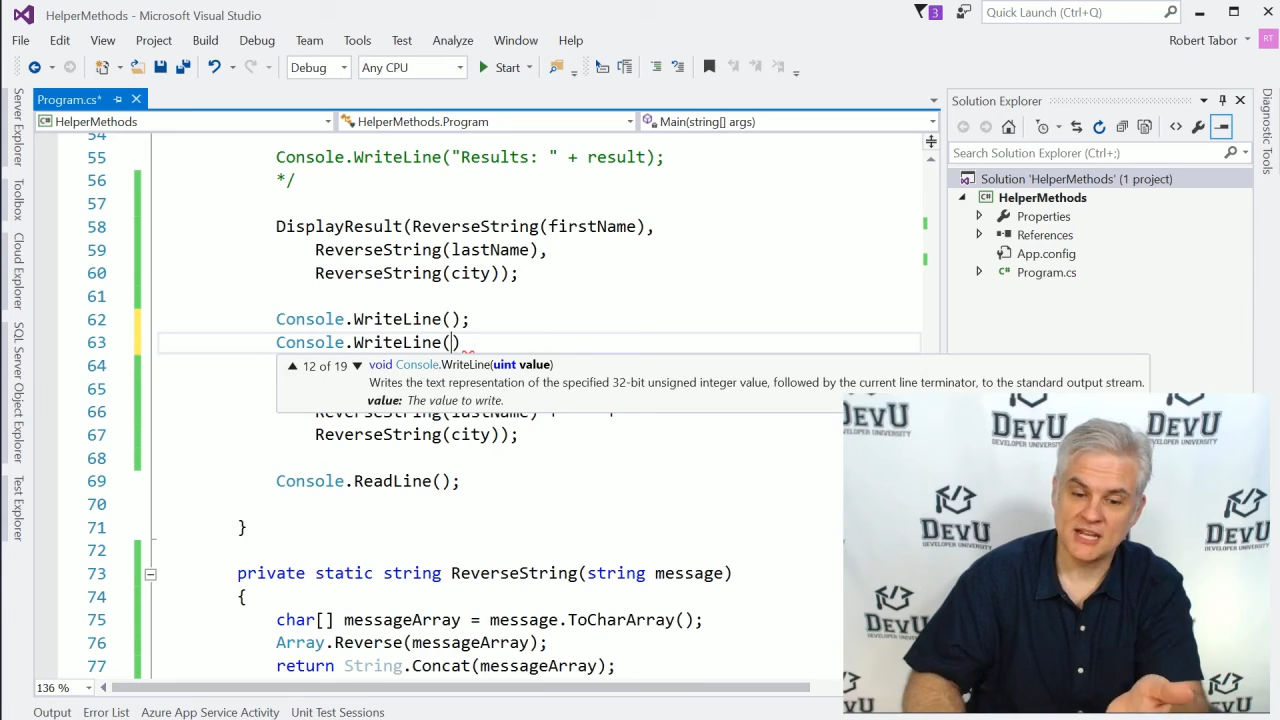 HelperMethods - Microsoft Visual Studio
3
Quick Launch (Ctrl+Q)
File Edit View Project Build Debug Team Tools Test Analyze Window Help
Robert Tabor
RT
Debug Any CPU Start
Program.cs*
HelperMethods HelperMethods.Program Main(string[] args)
54
55 Console.WriteLine("Results: " + result);
56 */
57
58 DisplayResult(ReverseString(firstName),
59 ReverseString(lastName),
60 ReverseString(city));
61
62 Console.WriteLine();
63 Console.WriteLine()
64 12 of 19 void Console.WriteLine(uint value)
Writes the text representation of the specified 32-bit unsigned integer value, followed by the current line terminator, to the standard output stream.
65 value: The value to write.
66 ReverseString(lastName) +
67 ReverseString(city));
68
69 Console.ReadLine();
70
71 }
72
73 private static string ReverseString(string message)
74 {
75 char[] messageArray = message.ToCharArray();
76 Array.Reverse(messageArray);
77 return String.Concat(messageArray);
136 %
Output Error List Azure App Service Activity Unit Test Sessions
Server Explorer
Toolbox
Cloud Explorer
SQL Server Object Explorer
Test Explorer
Solution Explorer
Search Solution Explorer (Ctrl+;)
Solution 'HelperMethods' (1 project)
HelperMethods
Properties
References
App.config
Program.cs
Diagnostic Tools
DevU
DEVELOPER UNIVERSITY
DevU
DEVELOPER UNIVERSITY